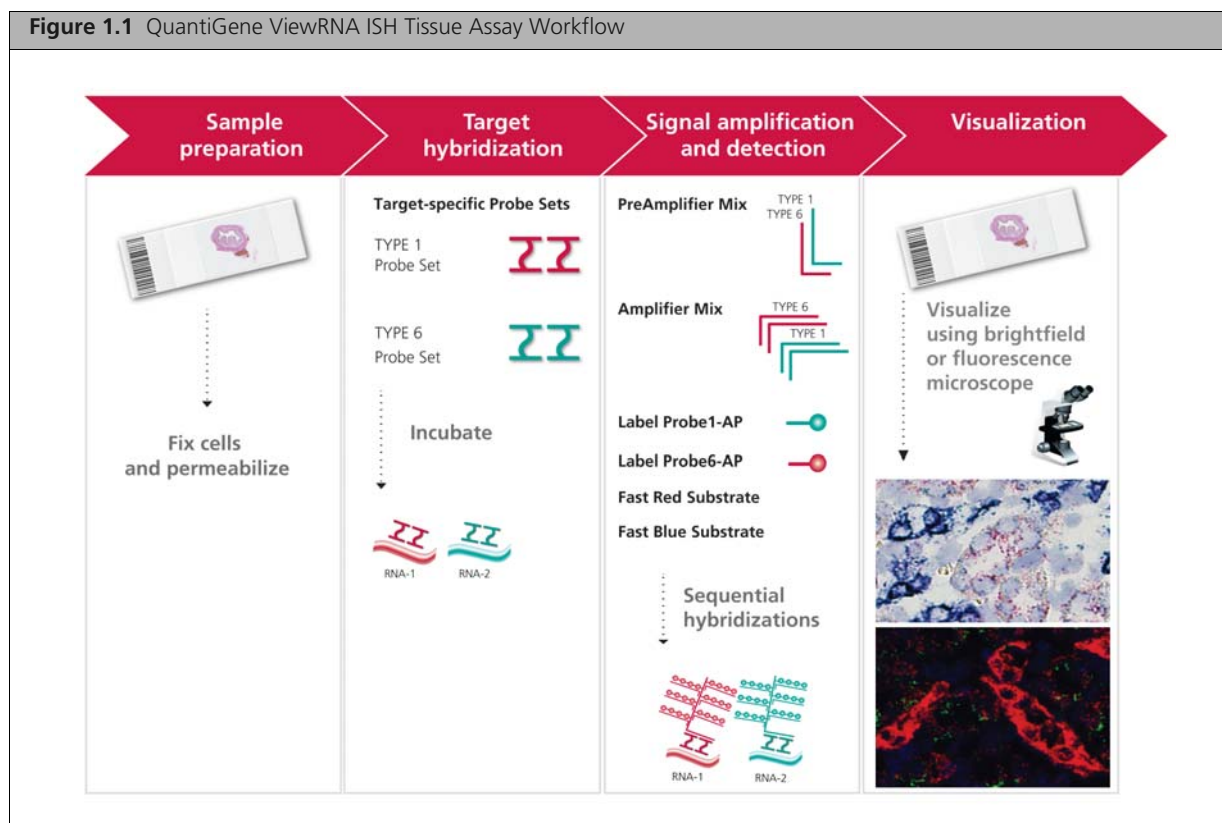 Figure 1.1 QuantiGene ViewRNA ISH Tissue Assay Workflow
Sample
preparation
Target
hybridization
Signal amplification
and detection
Visualization
Fix cells
and permeabilize
Target-specific Probe Sets
TYPE 1
Probe Set
TYPE 6
Probe Set
Incubate
RNA-1
RNA-2
PreAmplifier Mix
TYPE 1
TYPE 6
Amplifier Mix
TYPE 6
TYPE 1
Label Probe1-AP
Label Probe6-AP
Fast Red Substrate
Fast Blue Substrate
Sequential
hybridizations
RNA-1
RNA-2
Visualize
using brightfield
or fluorescence
microscope